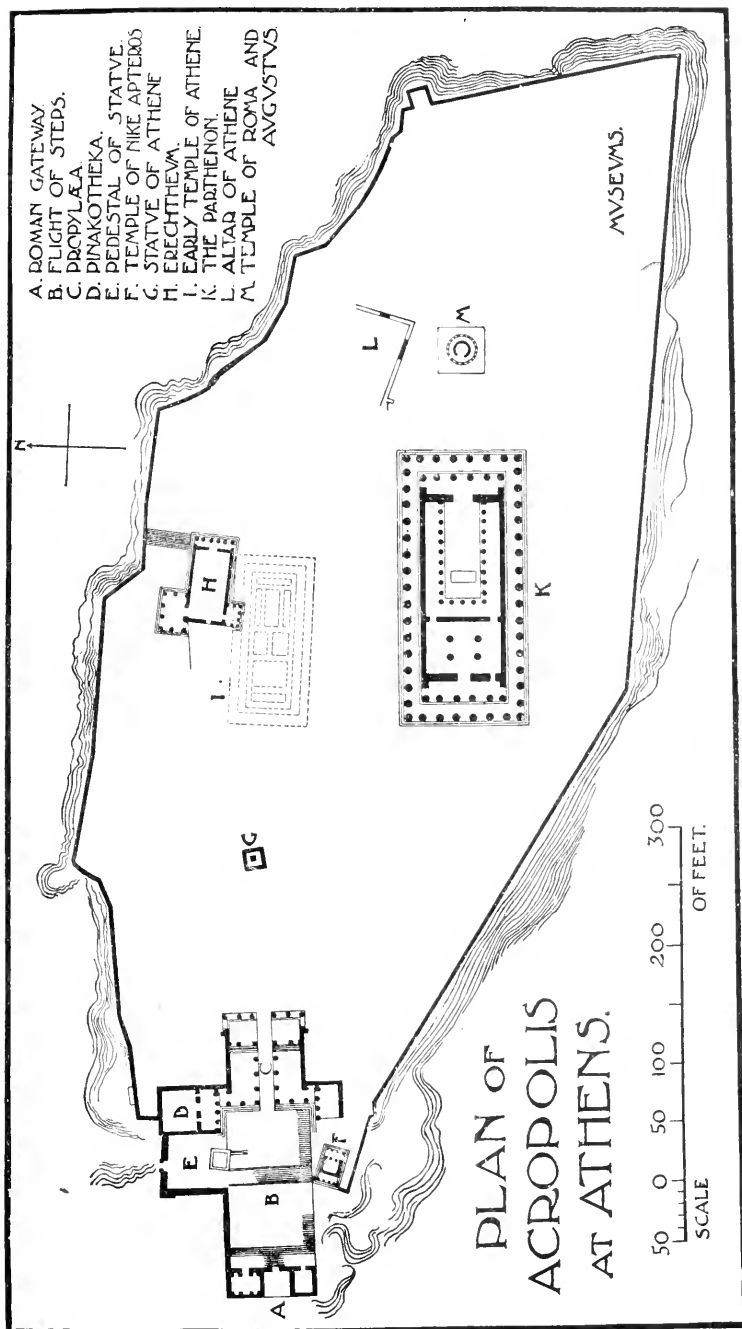 A. ROMAN GATEWAY.
B. FLIGHT OF STEPS.
C. PROPYLÆA.
D. PINAKOTHEKA.
E. PEDESTAL OF STATVE.
F. TEMPLE OF NIKE APTEROS
G. STATVE OF ATHENE
H. ERECHTHEVM.
I. EARLY TEMPLE OF ATHENE.
K. THE PARTHENON.
L. ALTAR OF ATHENE
M. TEMPLE OF ROMA AND
AVGVSTVS.
N
MVSEVMS.
L
M
H
I.
K
G
C
D
E
F
B
A
PLAN OF
ACROPOLIS
AT ATHENS.
50 0 50 100 200 300
SCALE OF FEET.